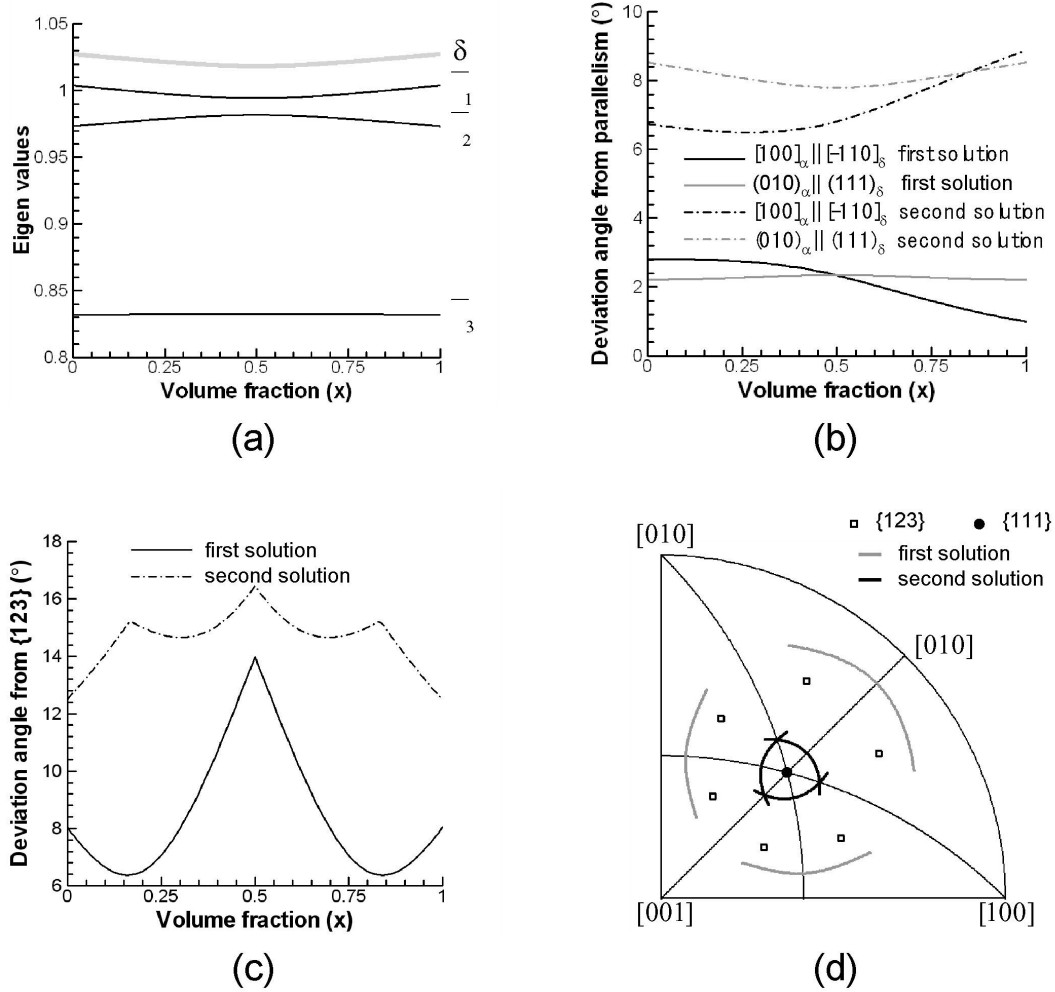 1.05
1
0.95
0.9
0.85
0.8
0 0.25 0.5 0.75 1
Eigen values
Volume fraction (x)
δ
1
2
3
(a)
10
8
6
4
2
0
0 0.25 0.5 0.75 1
Deviation angle from parallelism (°)
Volume fraction (x)
[100]α || [-110]δ first solution
(010)α || (111)δ first solution
[100]α || [-110]δ second solution
(010)α || (111)δ second solution
(b)
18
16
14
12
10
8
6
0 0.25 0.5 0.75 1
Deviation angle from {123} (°)
Volume fraction (x)
first solution
second solution
(c)
{123} {111}
first solution
second solution
[010]
[010]
[001] [100]
(d)